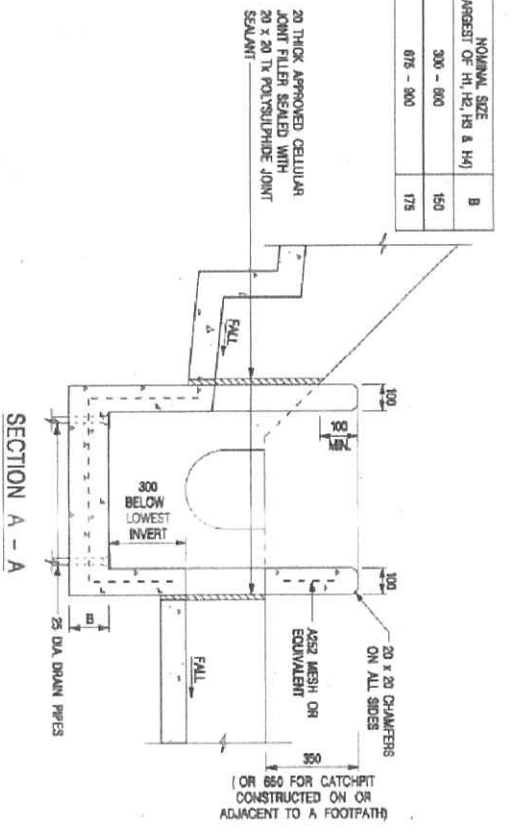 NOMINAL SIZE
ARGEST OF H1, H2, H3 & H4)
B
300 - 600
150
675 - 900
175
20 THICK APPROVED CELLULAR
JOINT FILLER SEALED WITH
20 x 20 TK POLYSULPHIDE JOINT
SEALANT
FALL
100
100
MIN.
300
BELOW
LOWEST
INVERT
100
20 x 20 CHAMFERS
ON ALL SIDES
A252 MESH OR
EQUIVALENT
350
( OR 650 FOR CATCHPIT
CONSTRUCTED ON OR
ADJACENT TO A FOOTPATH)
FALL
B
25 DIA. DRAIN PIPES
SECTION A - A